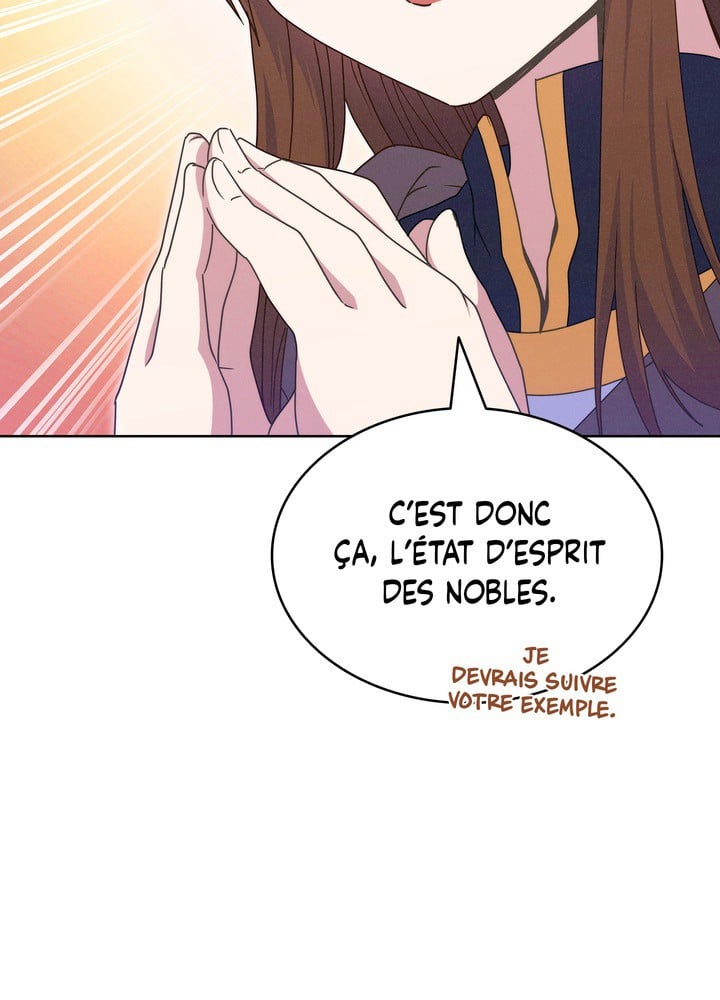 C'EST DONC
ÇA, L'ÉTAT D'ESPRIT
DES NOBLES.
JE
DEVRAIS SUIVRE
VOTRE EXEMPLE.